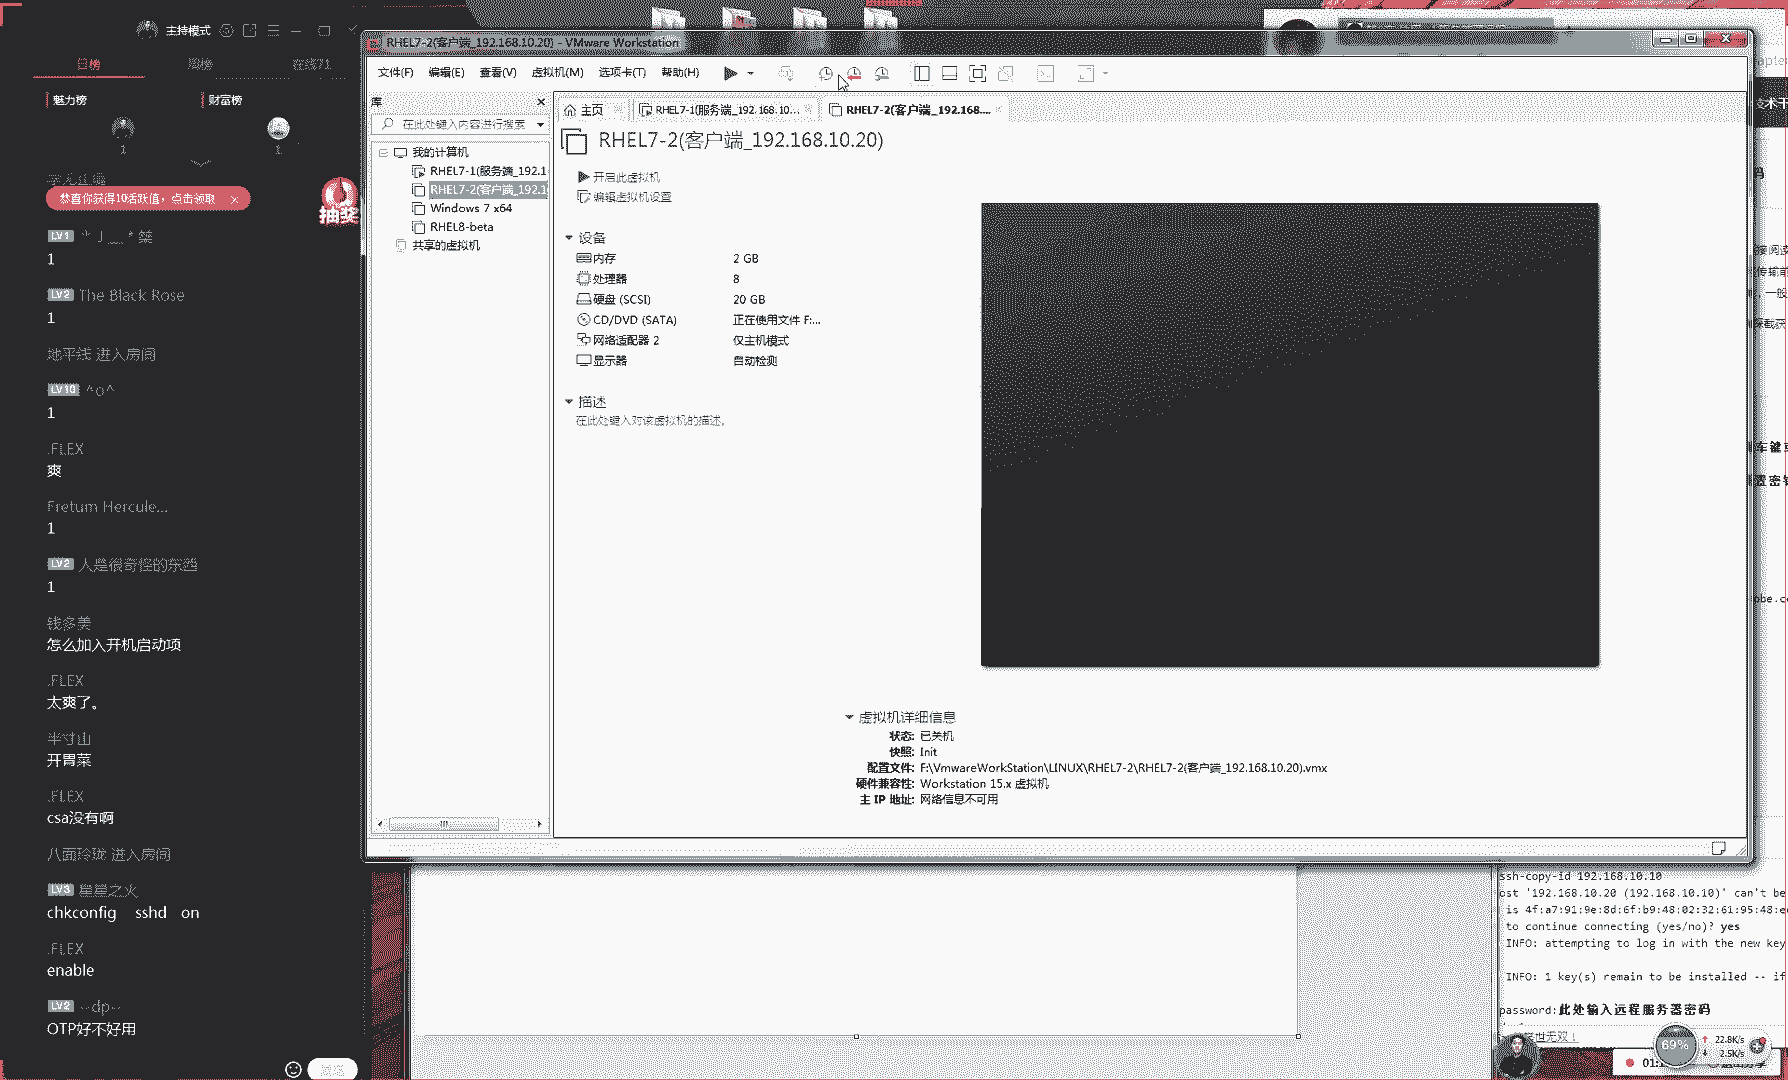 主持模式
日榜 周榜 在线71
魅力榜 财富榜
1 1
恭喜你获得10活跃值，点击领取
抽奖
LV1
1
LV2 The Black Rose
1
地平线 进入房间
LV10 ^o^
1
.FLEX
爽
Fretum Hercule...
1
LV2 人是很奇怪的东西
1
钱多美
怎么加入开机启动项
.FLEX
太爽了。
半寸山
开胃菜
.FLEX
csa没有啊
八面玲珑 进入房间
LV3 星星之火
chkconfig sshd on
.FLEX
enable
LV2 --dp--
OTP好不好用
发送
RHEL7-2(客户端_192.168.10.20) - VMware Workstation
文件(F) 编辑(E) 查看(V) 虚拟机(M) 选项卡(T) 帮助(H)
库
在此处键入内容进行搜索
我的计算机
RHEL7-1(服务端_192.1
RHEL7-2(客户端_192.1
Windows 7 x64
RHEL8-beta
共享的虚拟机
主页 RHEL7-1(服务端_192.168.10... RHEL7-2(客户端_192.168....
RHEL7-2(客户端_192.168.10.20)
开启此虚拟机
编辑虚拟机设置
设备
内存 2 GB
处理器 8
硬盘 (SCSI) 20 GB
CD/DVD (SATA) 正在使用文件 F:...
网络适配器 2 仅主机模式
显示器 自动检测
描述
在此处键入对该虚拟机的描述。
虚拟机详细信息
状态: 已关机
快照: Init
配置文件: F:\VmwareWorkStation\LINUX\RHEL7-2\RHEL7-2(客户端_192.168.10.20).vmx
硬件兼容性: Workstation 15.x 虚拟机
主 IP 地址: 网络信息不可用
ssh-copy-id 192.168.10.10
ost '192.168.10.20 (192.168.10.10)' can't be
is 4f:a7:91:9e:8d:6f:b9:48:02:32:61:95:48:e
to continue connecting (yes/no)? yes
INFO: attempting to log in with the new key
INFO: 1 key(s) remain to be installed -- if
password:此处输入远程服务器密码
69%
22.8K/s
2.5K/s